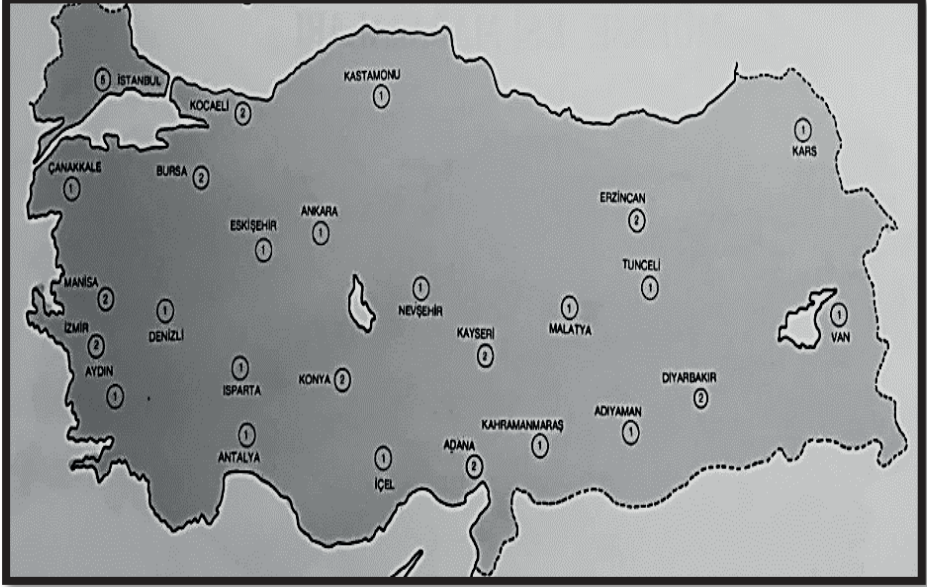 5 İSTANBUL
KASTAMONU
1
KOCAELİ 2
1
KARS
ÇANAKKALE
1
BURSA 2
ERZİNCAN
2
ANKARA
1
ESKİŞEHİR
1
TUNCELİ
1
MANİSA
2
1
DENİZLİ
1
NEVŞEHİR
1
MALATYA
1
VAN
İZMİR
2
KAYSERİ
2
AYDIN
1
1
ISPARTA
KONYA 2
DİYARBAKIR
2
ADIYAMAN
1
KAHRAMANMARAŞ
1
1
ANTALYA
ADANA
2
1
İÇEL